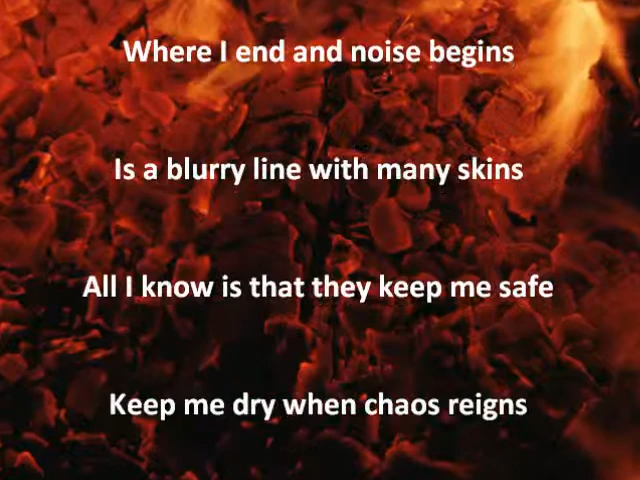 Where I end and noise begins
Is a blurry line with many skins
All I know is that they keep me safe
Keep me dry when chaos reigns